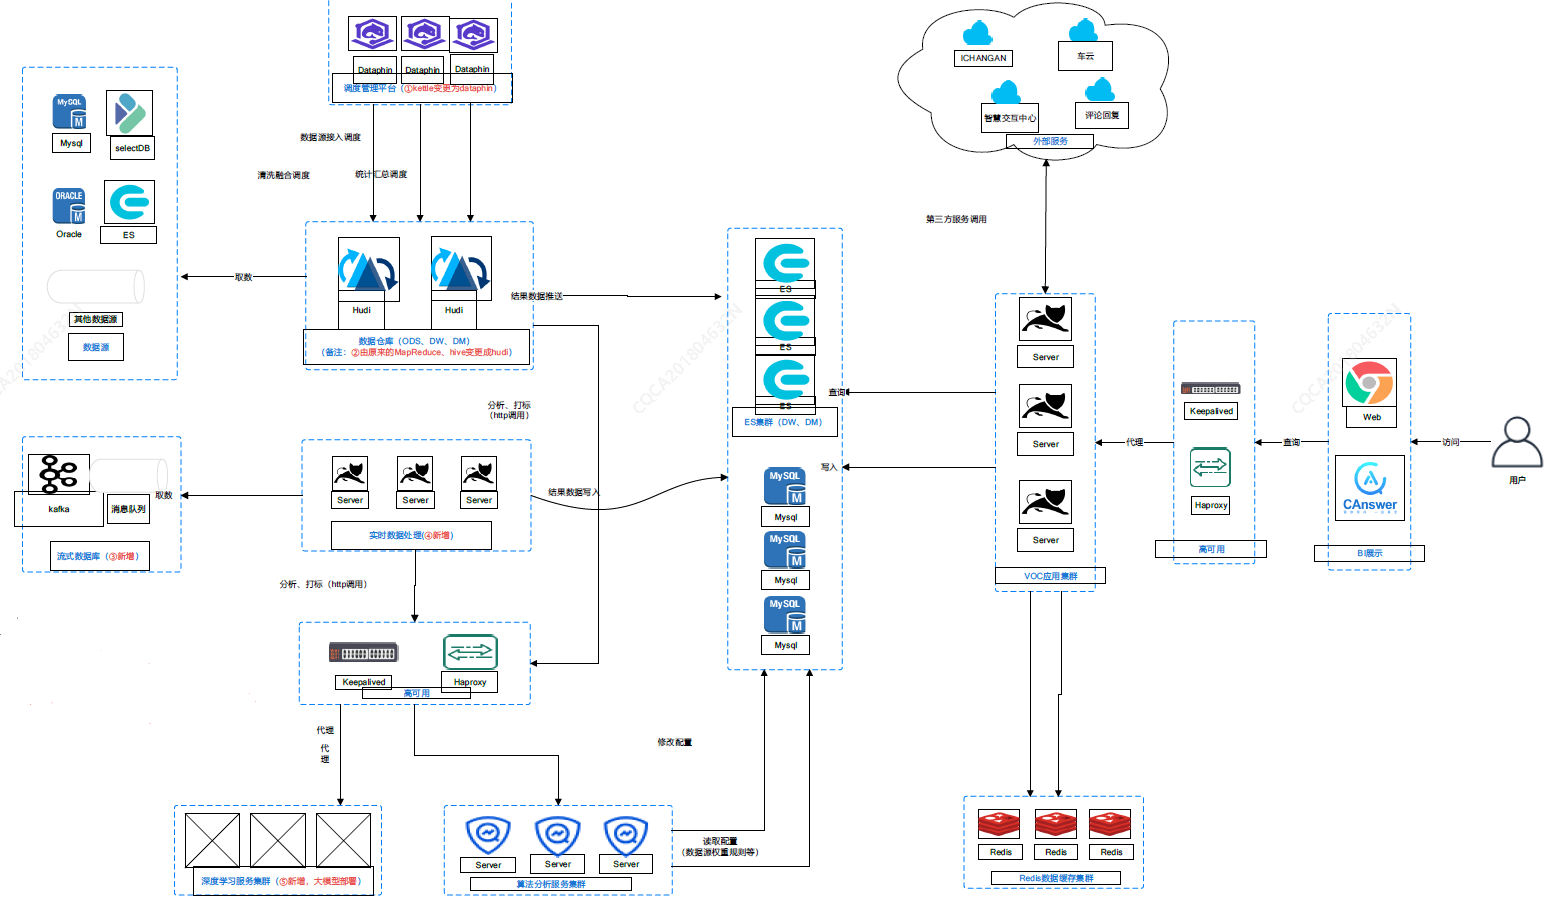 Dataphin
Dataphin
Dataphin
调度管理平台（①kettle变更为dataphin）
ICHANGAN
车云
智慧交互中心
评论回复
外部服务
MySQL
M
Mysql
selectDB
ORACLE
M
Oracle
ES
其他数据源
数据源
数据源接入调度
清洗融合调度
统计汇总调度
取数
Hudi
Hudi
数据仓库（ODS、DW、DM）
（备注：②由原来的MapReduce、hive变更成hudi）
结果数据推送
第三方服务调用
ES
ES
ES
ES集群（DW、DM）
查询
写入
MySQL
M
Mysql
MySQL
M
Mysql
MySQL
M
Mysql
Server
Server
Server
VOC应用集群
代理
Keepalived
Haproxy
高可用
查询
Web
CAnswer
BI展示
访问
用户
分析、打标
（http调用）
kafka
消息队列
取数
流式数据库（③新增）
Server
Server
Server
实时数据处理(④新增）
结果数据写入
分析、打标（http调用）
Keepalived
Haproxy
高可用
代理
代
理
修改配置
读取配置
（数据源权重规则等）
深度学习服务集群（⑤新增，大模型部署）
Server
Server
Server
算法分析服务集群
Redis
Redis
Redis
Redis数据缓存集群
CQCA20180463
CQCA20180463